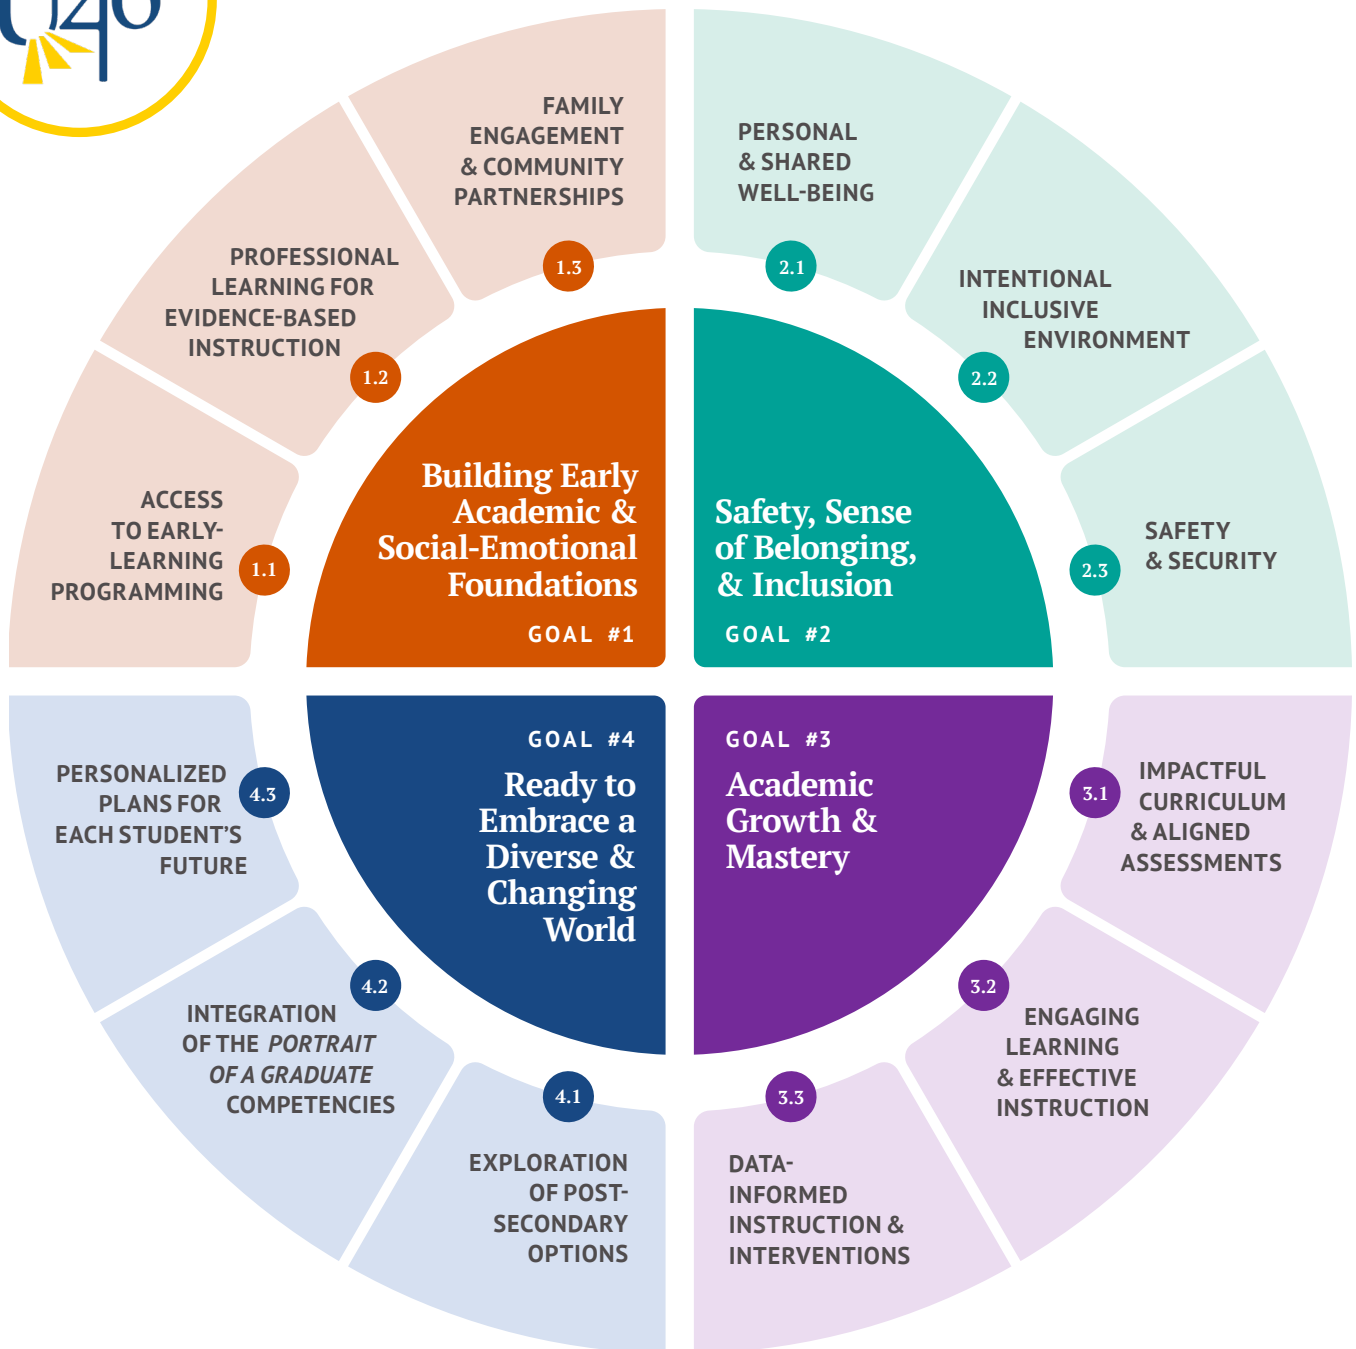 FAMILY
ENGAGEMENT
& COMMUNITY
PARTNERSHIPS
1.3
PROFESSIONAL
LEARNING FOR
EVIDENCE-BASED
INSTRUCTION
1.2
ACCESS
TO EARLY-
LEARNING
PROGRAMMING
1.1
Building Early
Academic &
Social-Emotional
Foundations
GOAL #1
PERSONAL
& SHARED
WELL-BEING
2.1
INTENTIONAL
INCLUSIVE
ENVIRONMENT
2.2
SAFETY
& SECURITY
2.3
Safety, Sense
of Belonging,
& Inclusion
GOAL #2
GOAL #3
Academic
Growth &
Mastery
3.1
IMPACTFUL
CURRICULUM
& ALIGNED
ASSESSMENTS
3.2
ENGAGING
LEARNING
& EFFECTIVE
INSTRUCTION
3.3
DATA-
INFORMED
INSTRUCTION &
INTERVENTIONS
GOAL #4
Ready to
Embrace a
Diverse &
Changing
World
4.1
EXPLORATION
OF POST-
SECONDARY
OPTIONS
4.2
INTEGRATION
OF THE PORTRAIT
OF A GRADUATE
COMPETENCIES
4.3
PERSONALIZED
PLANS FOR
EACH STUDENT'S
FUTURE